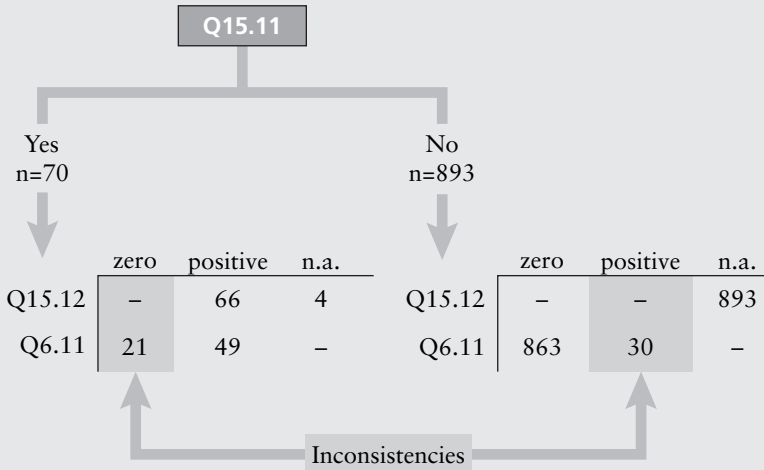 Q15.11
Yes No
n=70 n=893
zero positive n.a. zero positive n.a.
Q15.12 – 66 4 Q15.12 – – 893
Q6.11 21 49 – Q6.11 863 30 –
Inconsistencies